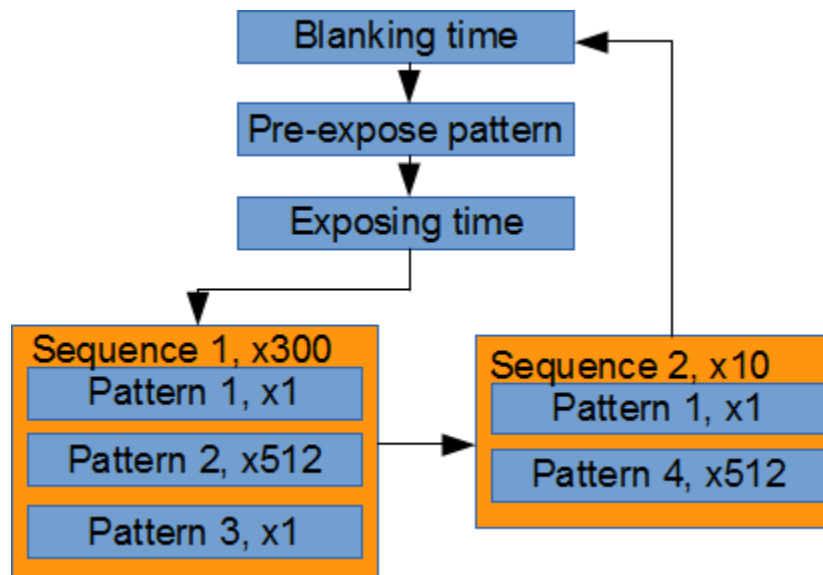 Blanking time
Pre-expose pattern
Exposing time
Sequence 1, x300
Pattern 1, x1
Pattern 2, x512
Pattern 3, x1
Sequence 2, x10
Pattern 1, x1
Pattern 4, x512